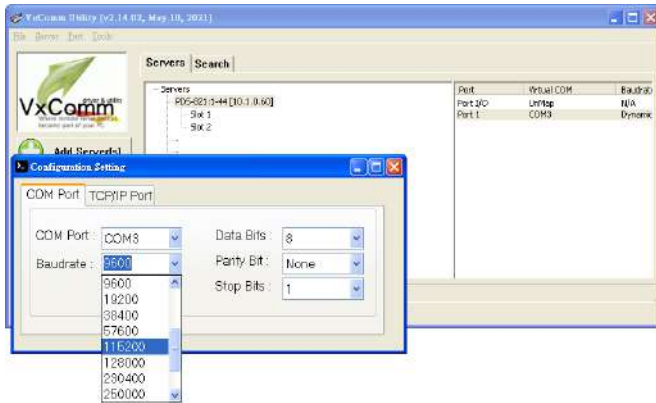 VxComm Utility [v2.14.02, May.10, 2021]
File Server Port Tools
VxComm
driver & utility
Servers Search
Servers
PDS-821:1-44 [10.1.0.60]
Slot 1
Slot 2
Port Virtual COM Baudrate
Port I/O UnMap N/A
Port 1 COM3 Dynamic
Add Server(s)
Configuration Setting
COM Port TCP/IP Port
COM Port : COM3 Data Bits : 8
Baudrate : 9600 Parity Bit : None
Stop Bits : 1
9600
19200
38400
57600
115200
128000
230400
250000